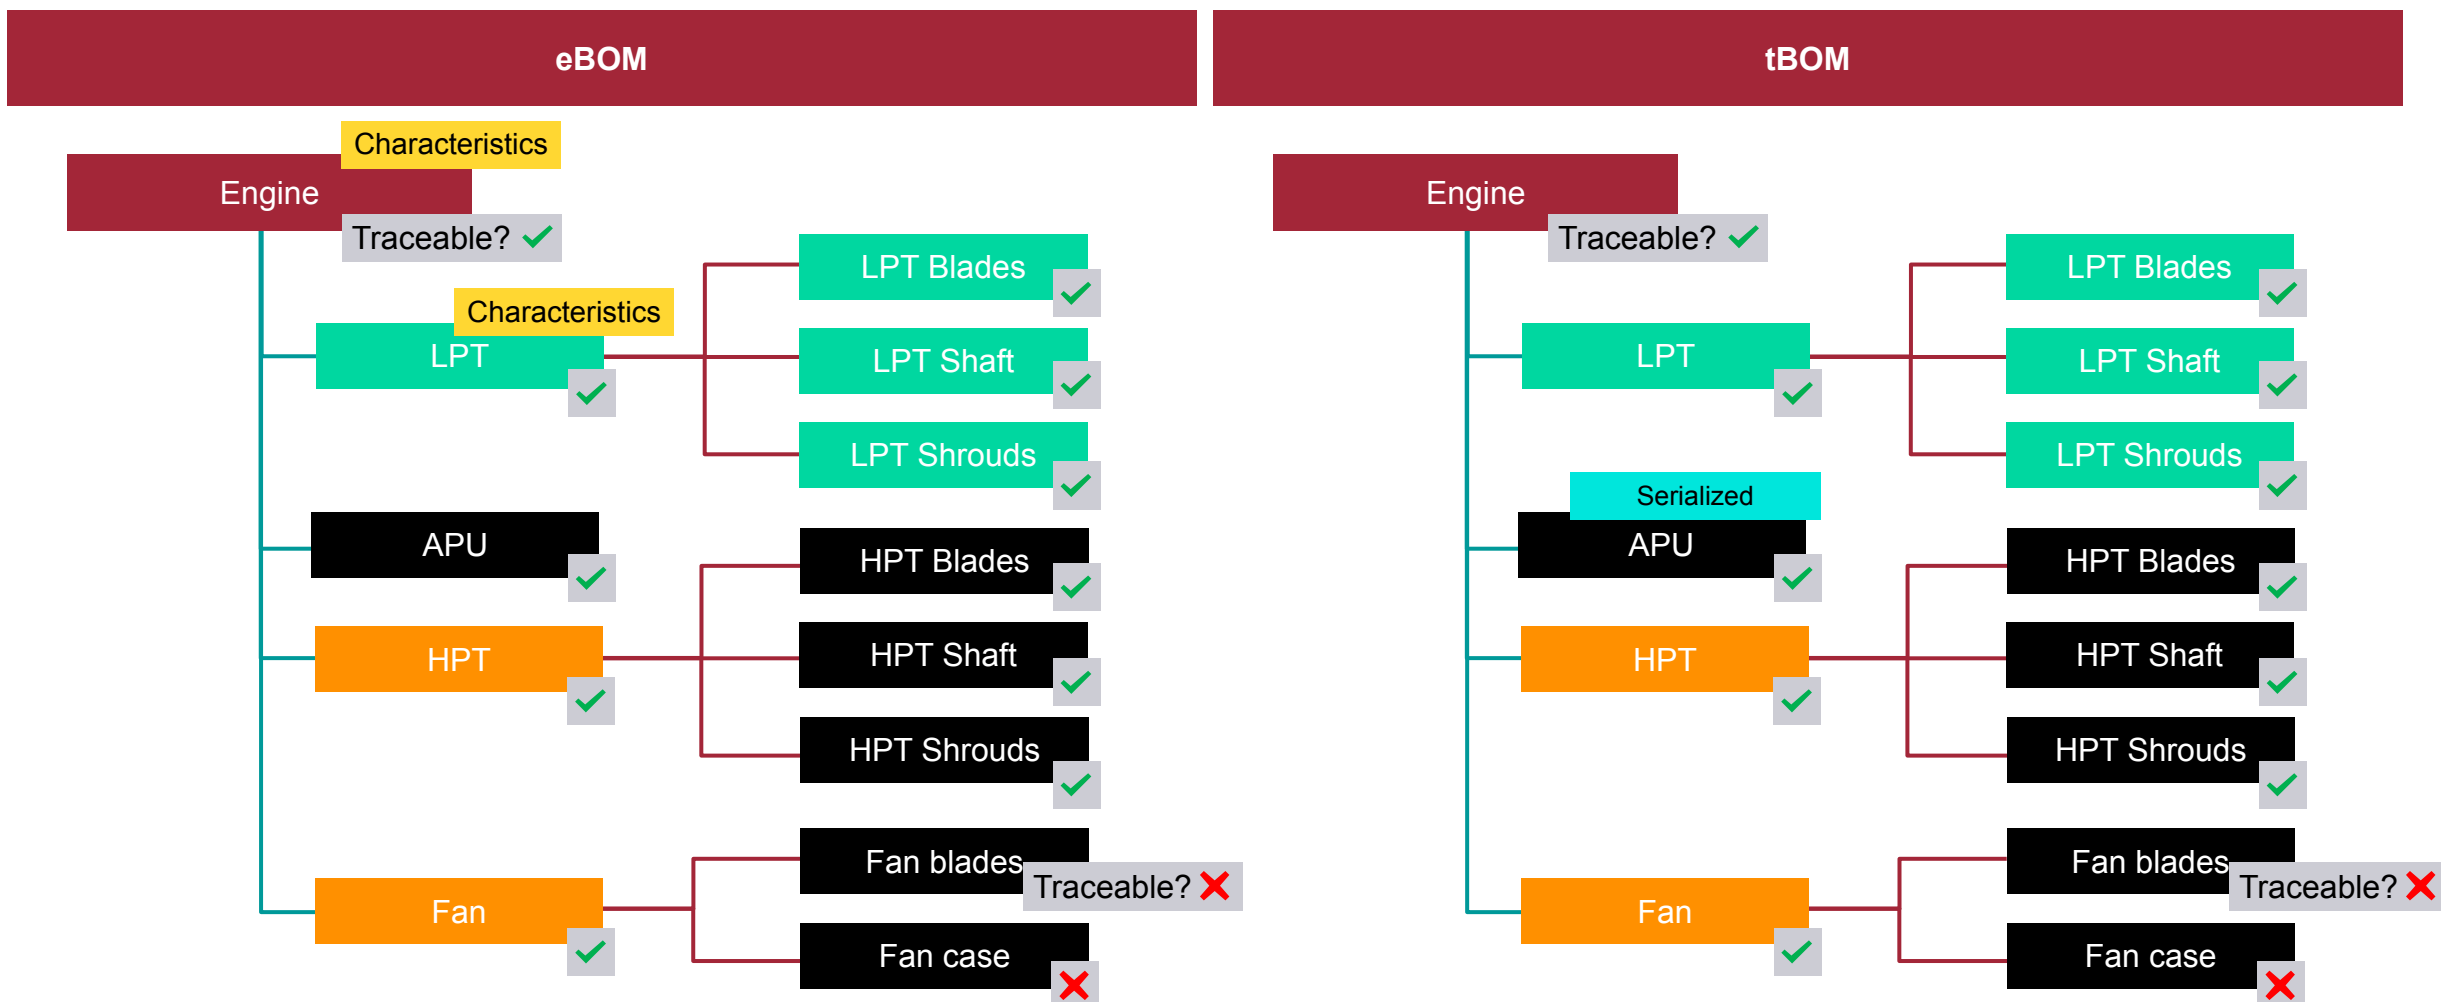 eBOM
Characteristics
Engine
Traceable?
LPT Blades
Characteristics
LPT
LPT Shaft
LPT Shrouds
APU
HPT Blades
HPT
HPT Shaft
HPT Shrouds
Fan blades
Traceable?
Fan
Fan case
tBOM
Engine
Traceable?
LPT Blades
LPT
LPT Shaft
LPT Shrouds
Serialized
APU
HPT Blades
HPT
HPT Shaft
HPT Shrouds
Fan blades
Traceable?
Fan
Fan case